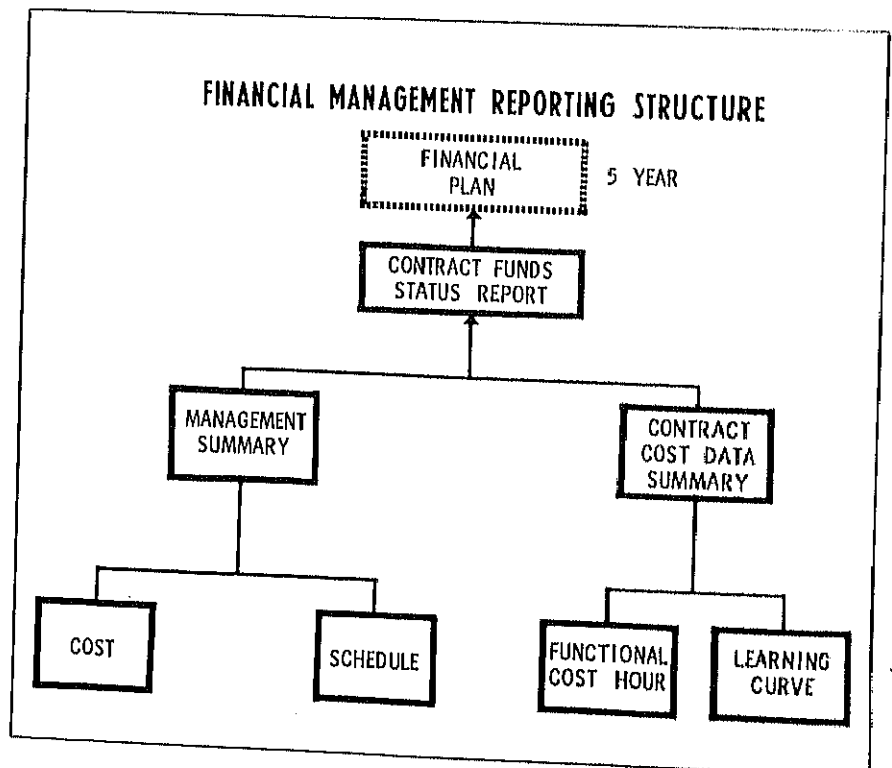 FINANCIAL MANAGEMENT REPORTING STRUCTURE
FINANCIAL
PLAN
5 YEAR
CONTRACT FUNDS
STATUS REPORT
MANAGEMENT
SUMMARY
CONTRACT
COST DATA
SUMMARY
COST
SCHEDULE
FUNCTIONAL
COST HOUR
LEARNING
CURVE